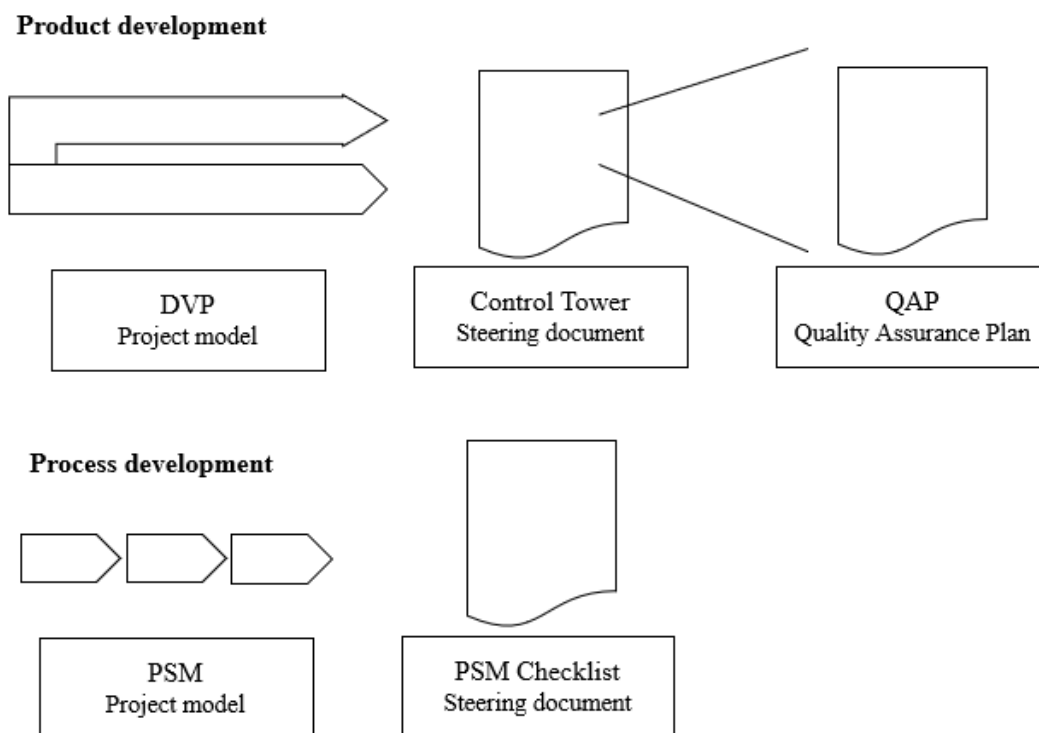 Product development
DVP
Project model
Control Tower
Steering document
QAP
Quality Assurance Plan
Process development
PSM
Project model
PSM Checklist
Steering document